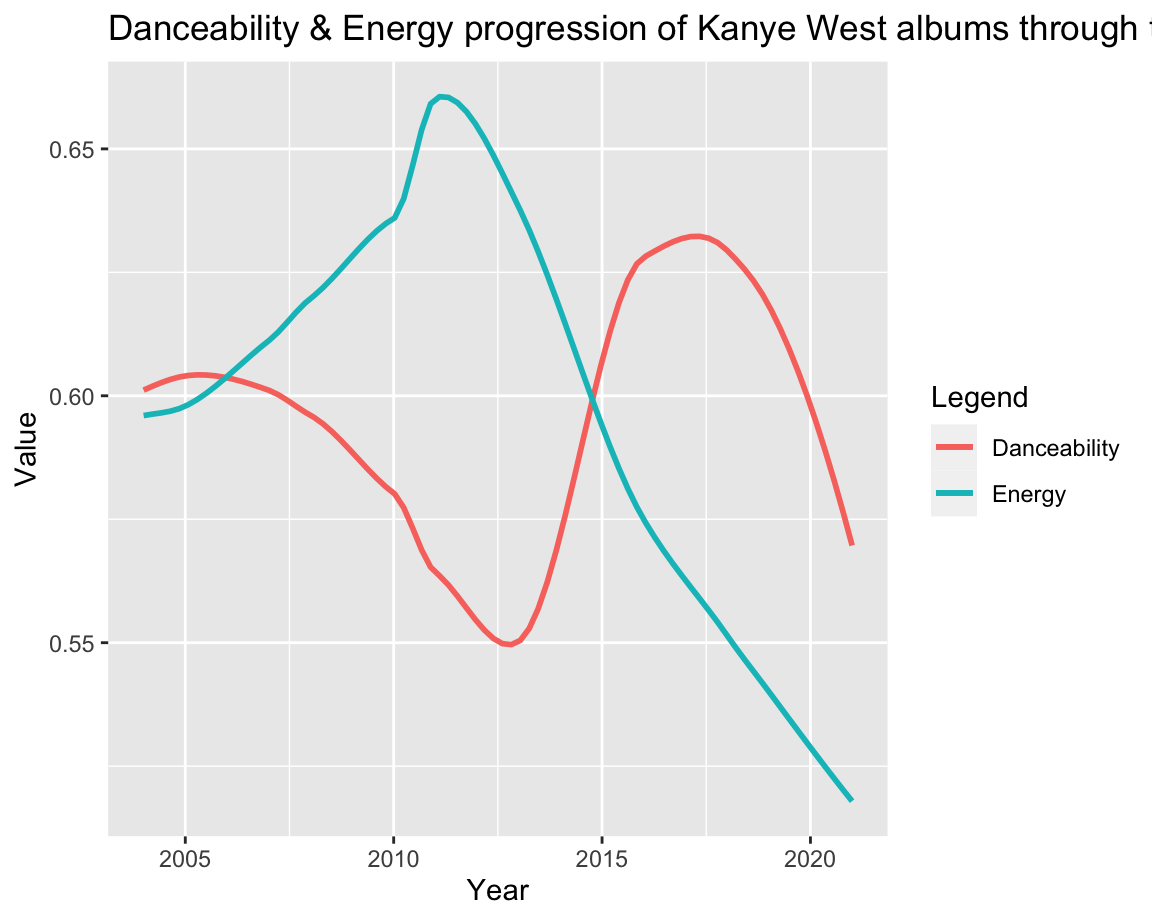 Danceability & Energy progression of Kanye West albums through
0.65
0.60
0.55
Value
2005 2010 2015 2020
Year
Legend
Danceability
Energy